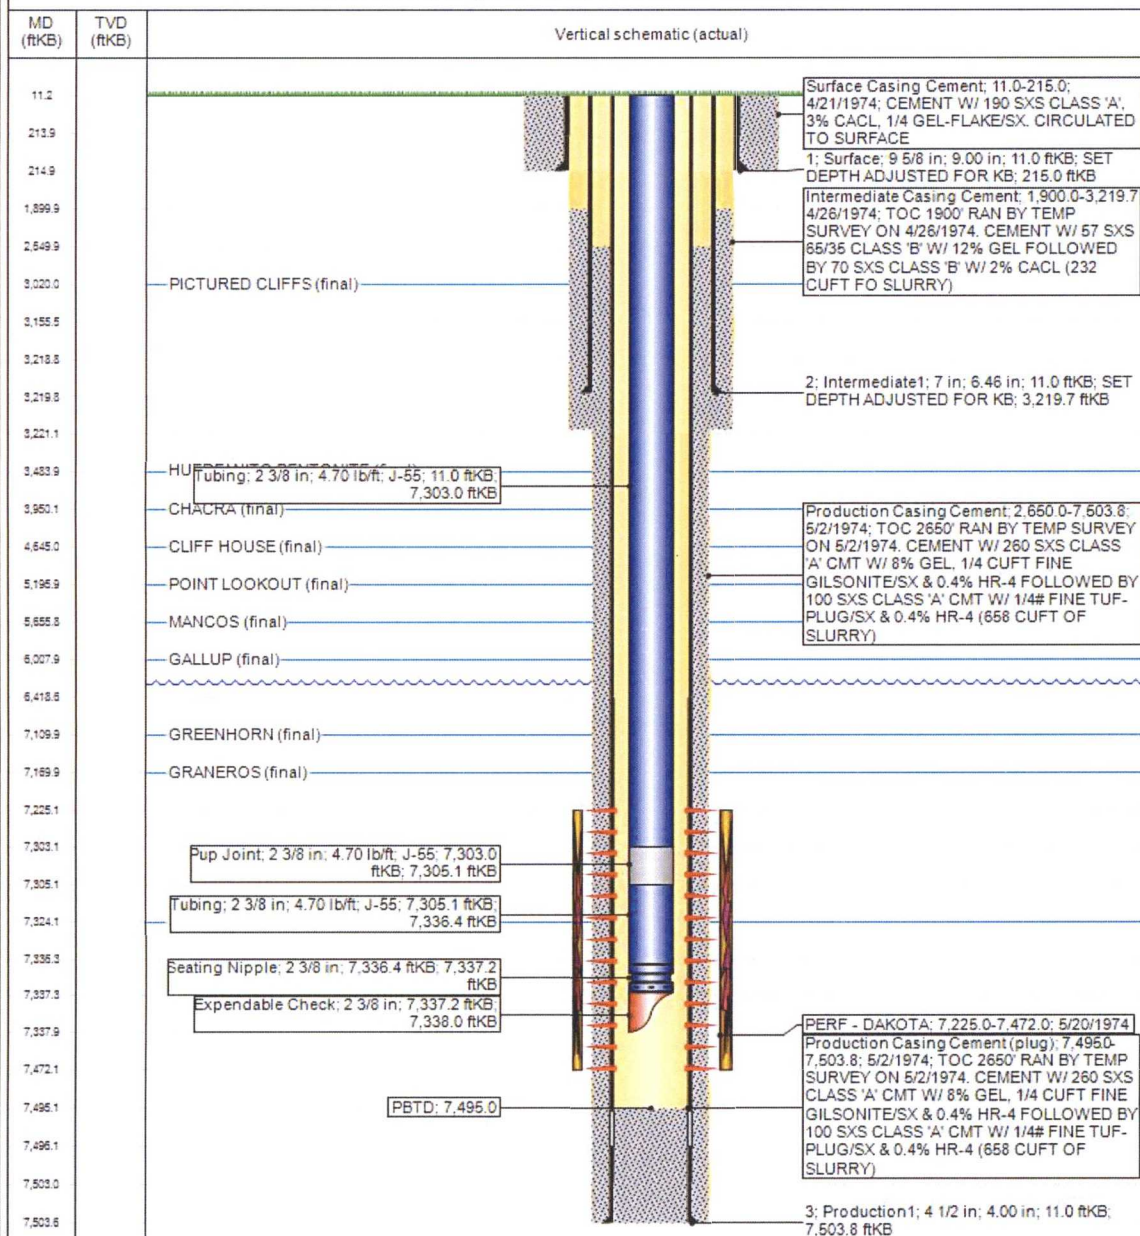 MD
(ftKB)
TVD
(ftKB)
Vertical schematic (actual)
11.2
213.9
214.9
1,899.9
2,649.9
3,020.0
3,155.5
3,218.8
3,219.8
3,221.1
3,483.9
3,950.1
4,645.0
5,195.9
5,655.8
6,007.9
6,418.6
7,109.9
7,169.9
7,225.1
7,303.1
7,305.1
7,324.1
7,336.3
7,337.3
7,337.9
7,472.1
7,495.1
7,496.1
7,503.0
7,503.6
PICTURED CLIFFS (final)
Tubing; 2 3/8 in; 4.70 lb/ft; J-55; 11.0 ftKB;
7,303.0 ftKB
CHACRA (final)
CLIFF HOUSE (final)
POINT LOOKOUT (final)
MANCOS (final)
GALLUP (final)
GREENHORN (final)
GRANEROS (final)
Pup Joint; 2 3/8 in; 4.70 lb/ft; J-55; 7,303.0
ftKB; 7,305.1 ftKB
Tubing; 2 3/8 in; 4.70 lb/ft; J-55; 7,305.1 ftKB;
7,336.4 ftKB
Seating Nipple; 2 3/8 in; 7,336.4 ftKB; 7,337.2
ftKB
Expendable Check; 2 3/8 in; 7,337.2 ftKB;
7,338.0 ftKB
PBTD; 7,495.0
Surface Casing Cement; 11.0-215.0;
4/21/1974; CEMENT W/ 190 SXS CLASS 'A',
3% CACL, 1/4 GEL-FLAKE/SX. CIRCULATED
TO SURFACE
1; Surface; 9 5/8 in; 9.00 in; 11.0 ftKB; SET
DEPTH ADJUSTED FOR KB; 215.0 ftKB
Intermediate Casing Cement; 1,900.0-3,219.7
4/26/1974; TOC 1900' RAN BY TEMP
SURVEY ON 4/26/1974. CEMENT W/ 57 SXS
65/35 CLASS 'B' W/ 12% GEL FOLLOWED
BY 70 SXS CLASS 'B' W/ 2% CACL (232
CUFT FO SLURRY)
2; Intermediate1; 7 in; 6.46 in; 11.0 ftKB; SET
DEPTH ADJUSTED FOR KB; 3,219.7 ftKB
Production Casing Cement; 2,650.0-7,503.8;
5/2/1974; TOC 2650' RAN BY TEMP SURVEY
ON 5/2/1974. CEMENT W/ 260 SXS CLASS
'A' CMT W/ 8% GEL, 1/4 CUFT FINE
GILSONITE/SX & 0.4% HR-4 FOLLOWED BY
100 SXS CLASS 'A' CMT W/ 1/4# FINE TUF-
PLUG/SX & 0.4% HR-4 (658 CUFT OF
SLURRY)
PERF - DAKOTA; 7,225.0-7,472.0; 5/20/1974
Production Casing Cement (plug); 7,495.0-
7,503.8; 5/2/1974; TOC 2650' RAN BY TEMP
SURVEY ON 5/2/1974. CEMENT W/ 260 SXS
CLASS 'A' CMT W/ 8% GEL, 1/4 CUFT FINE
GILSONITE/SX & 0.4% HR-4 FOLLOWED BY
100 SXS CLASS 'A' CMT W/ 1/4# FINE TUF-
PLUG/SX & 0.4% HR-4 (658 CUFT OF
SLURRY)
3; Production1; 4 1/2 in; 4.00 in; 11.0 ftKB;
7,503.8 ftKB